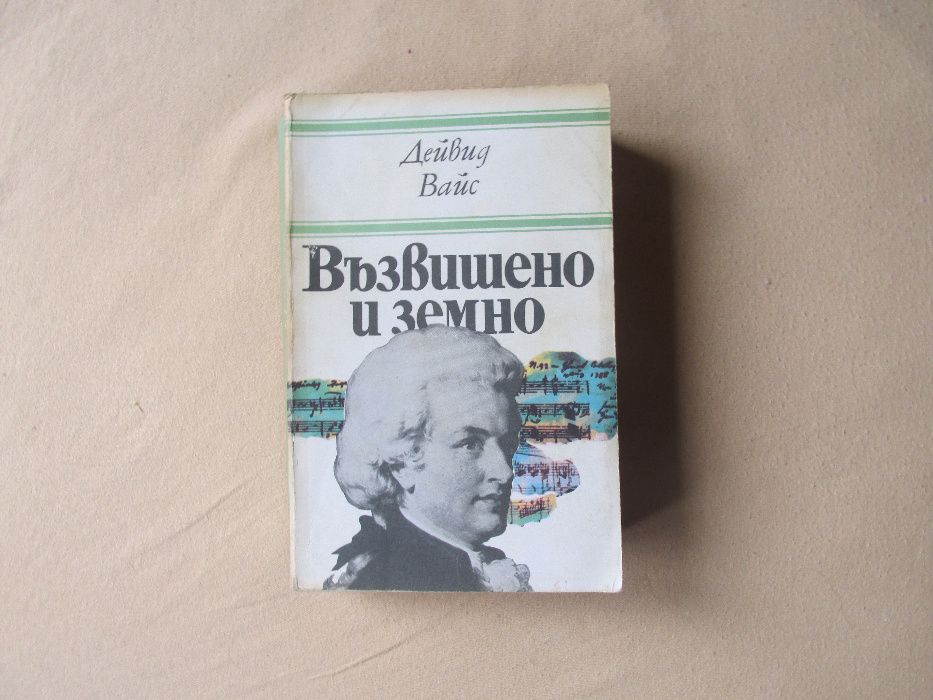 Дейвид
Вайс
Възвишено
и земно